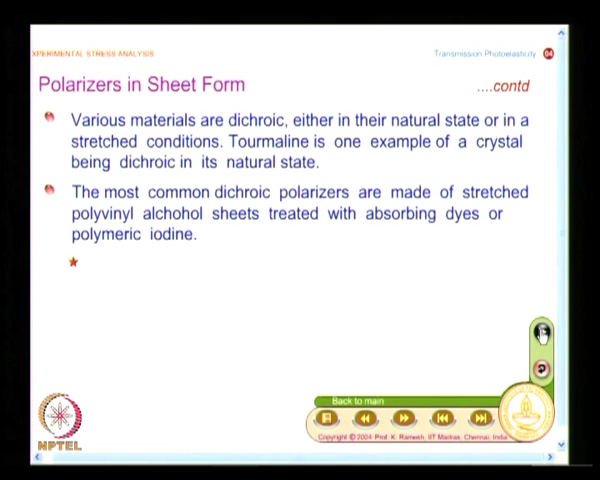 XPERIMENTAL STRESS ANALYSIS
Transmission Photoelasticity 04
Polarizers in Sheet Form
....contd
Various materials are dichroic, either in their natural state or in a
stretched conditions. Tourmaline is one example of a crystal
being dichroic in its natural state.
The most common dichroic polarizers are made of stretched
polyvinyl alchohol sheets treated with absorbing dyes or
polymeric iodine.
Back to main
Copyright © 2004 Prof. K. Ramesh, IIT Madras, Chennai, India
NPTEL